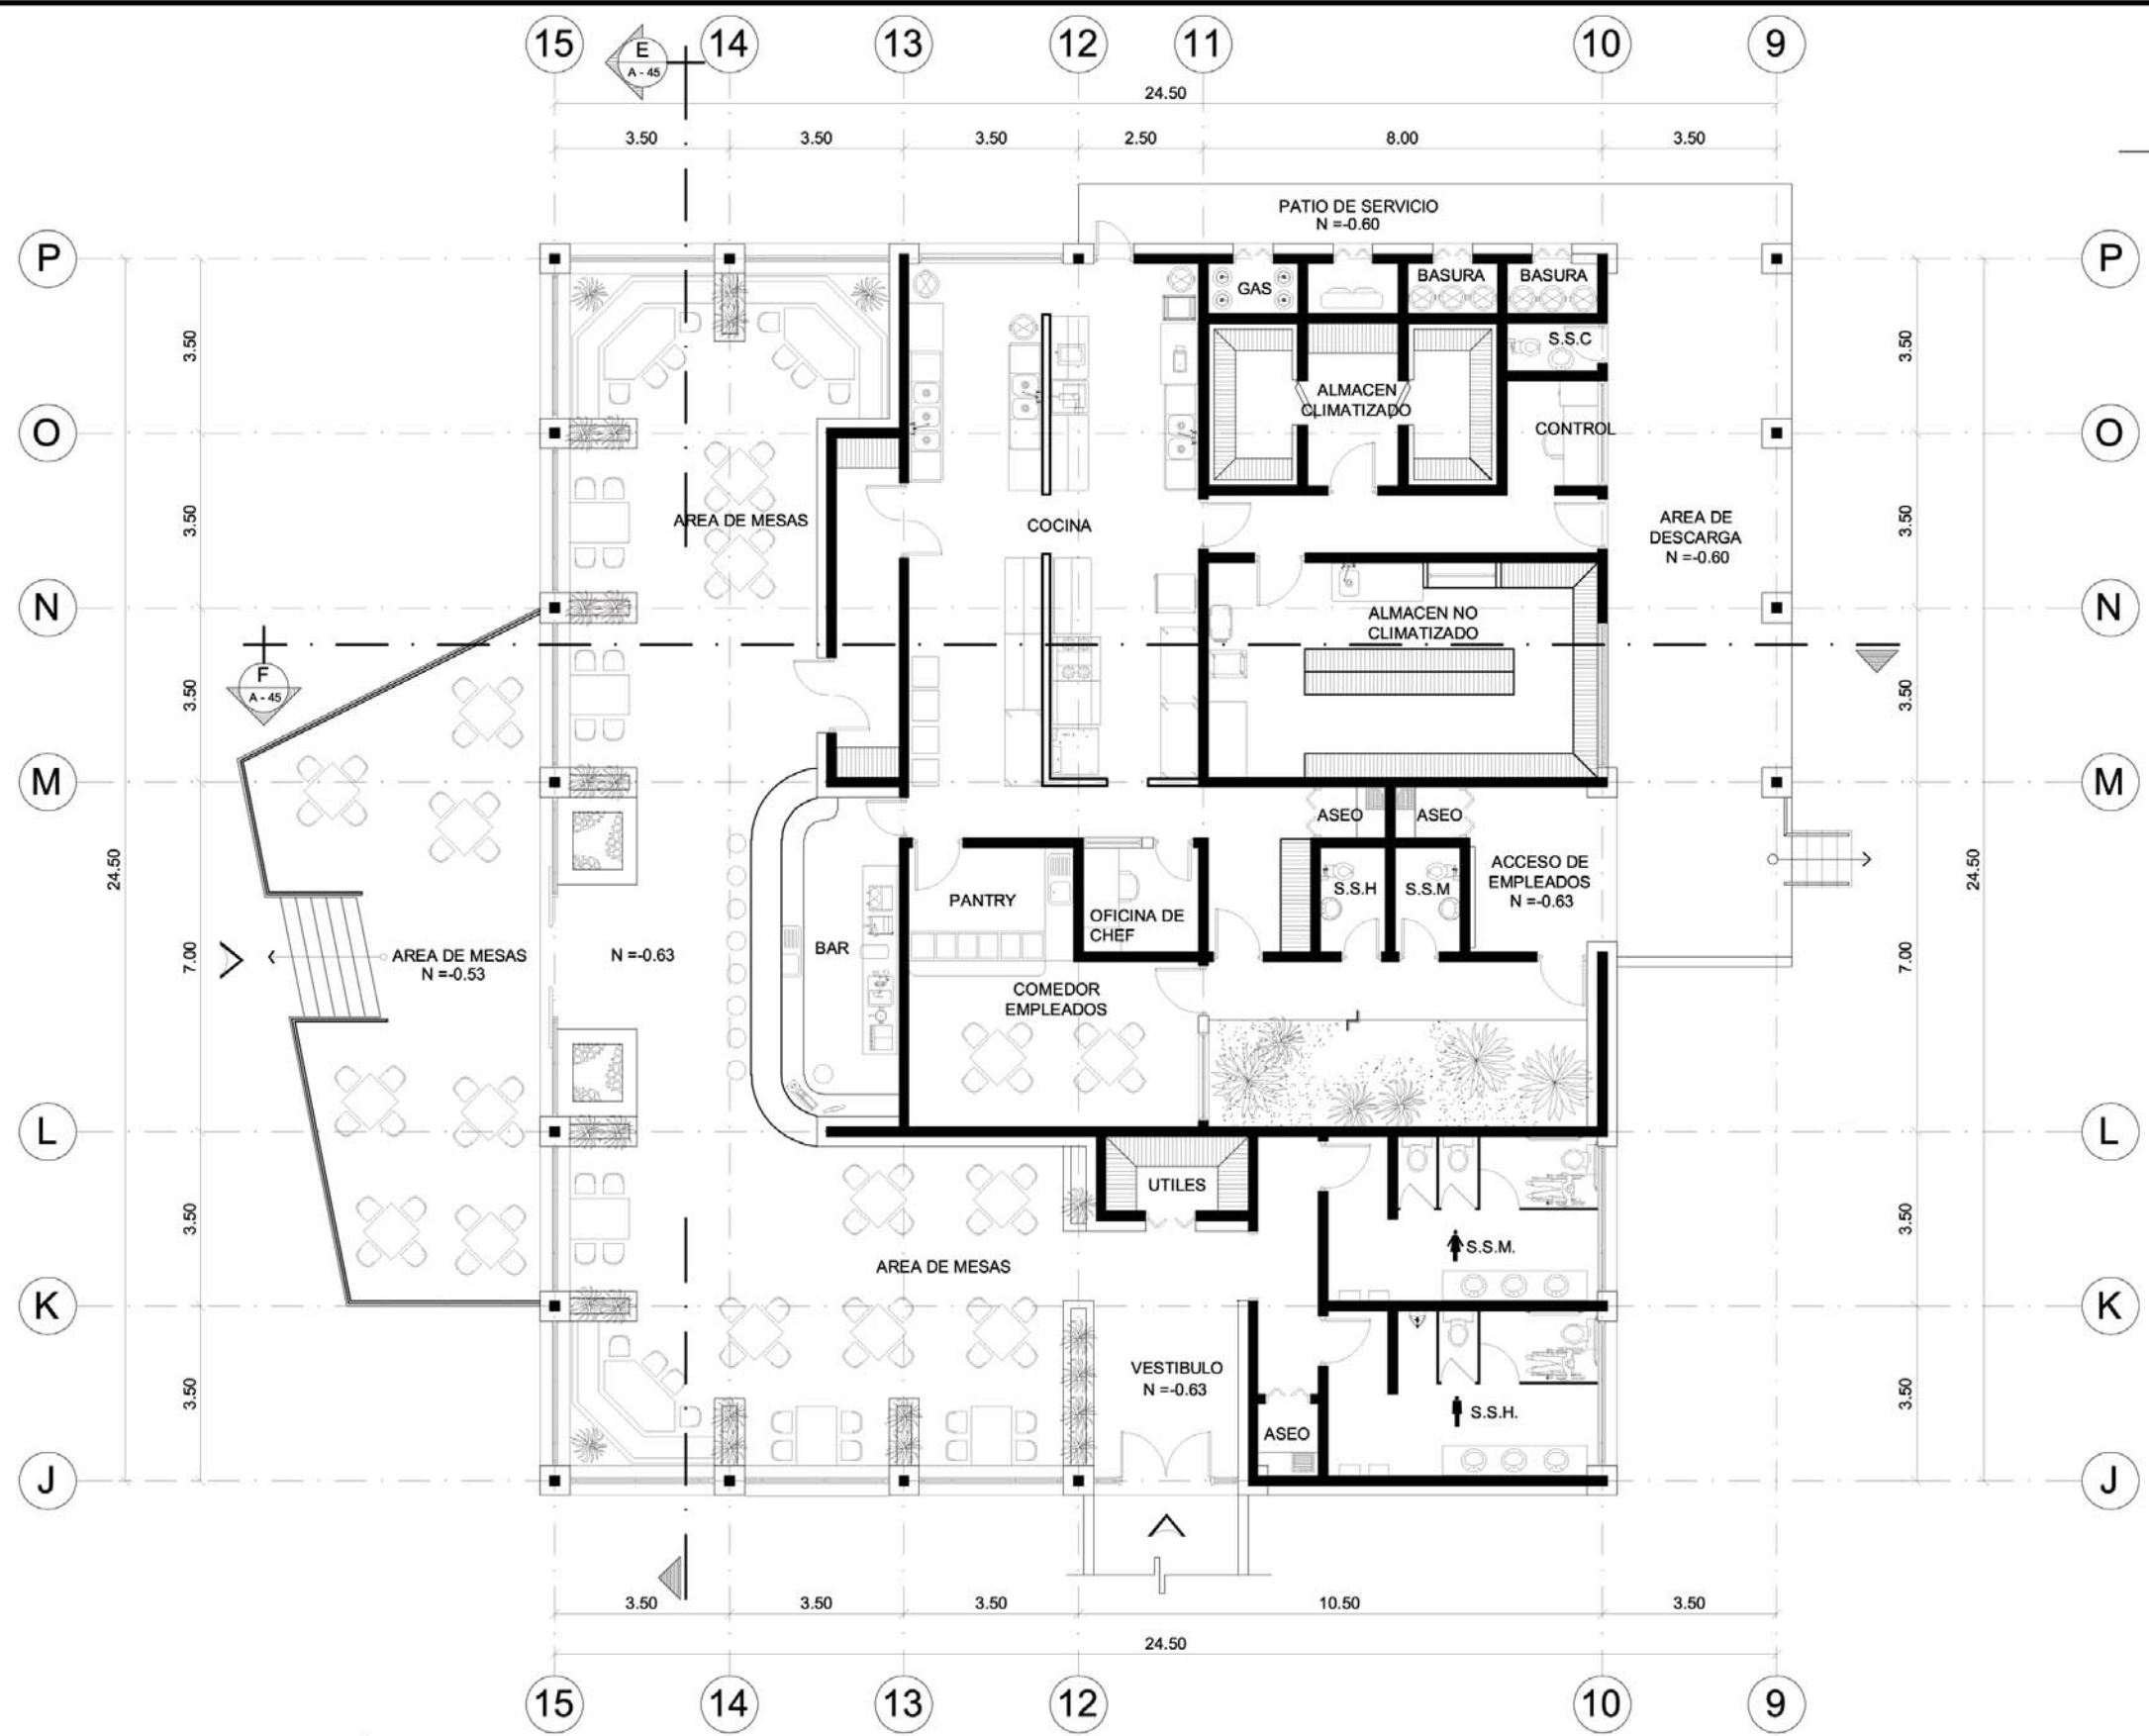 15
E
A - 45
14
13
12
11
10
9
24.50
3.50
3.50
3.50
2.50
8.00
3.50
PATIO DE SERVICIO
N =-0.60
P
P
GAS
BASURA
BASURA
3.50
S.S.C
3.50
ALMACEN
CLIMATIZADO
O
CONTROL
O
3.50
AREA DE MESAS
COCINA
AREA DE
DESCARGA
N =-0.60
3.50
N
ALMACEN NO
CLIMATIZADO
N
F
A - 45
3.50
3.50
M
M
ASEO
ASEO
24.50
24.50
ACCESO DE
EMPLEADOS
N =-0.63
S.S.H
S.S.M
PANTRY
OFICINA DE
CHEF
BAR
7.00
AREA DE MESAS
N =-0.53
N =-0.63
7.00
COMEDOR
EMPLEADOS
L
L
UTILES
3.50
3.50
S.S.M.
AREA DE MESAS
K
K
VESTIBULO
N =-0.63
3.50
3.50
S.S.H.
ASEO
J
J
3.50
3.50
3.50
10.50
3.50
24.50
15
14
13
12
10
9